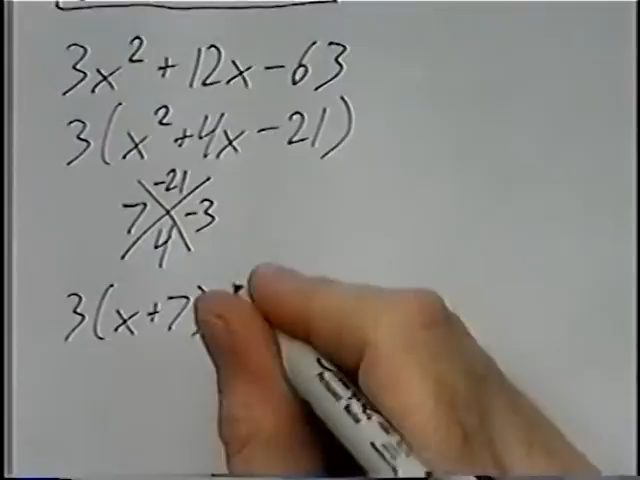 3x² + 12x - 63
3(x² + 4x - 21)
-21
7 -3
4
3(x + 7)